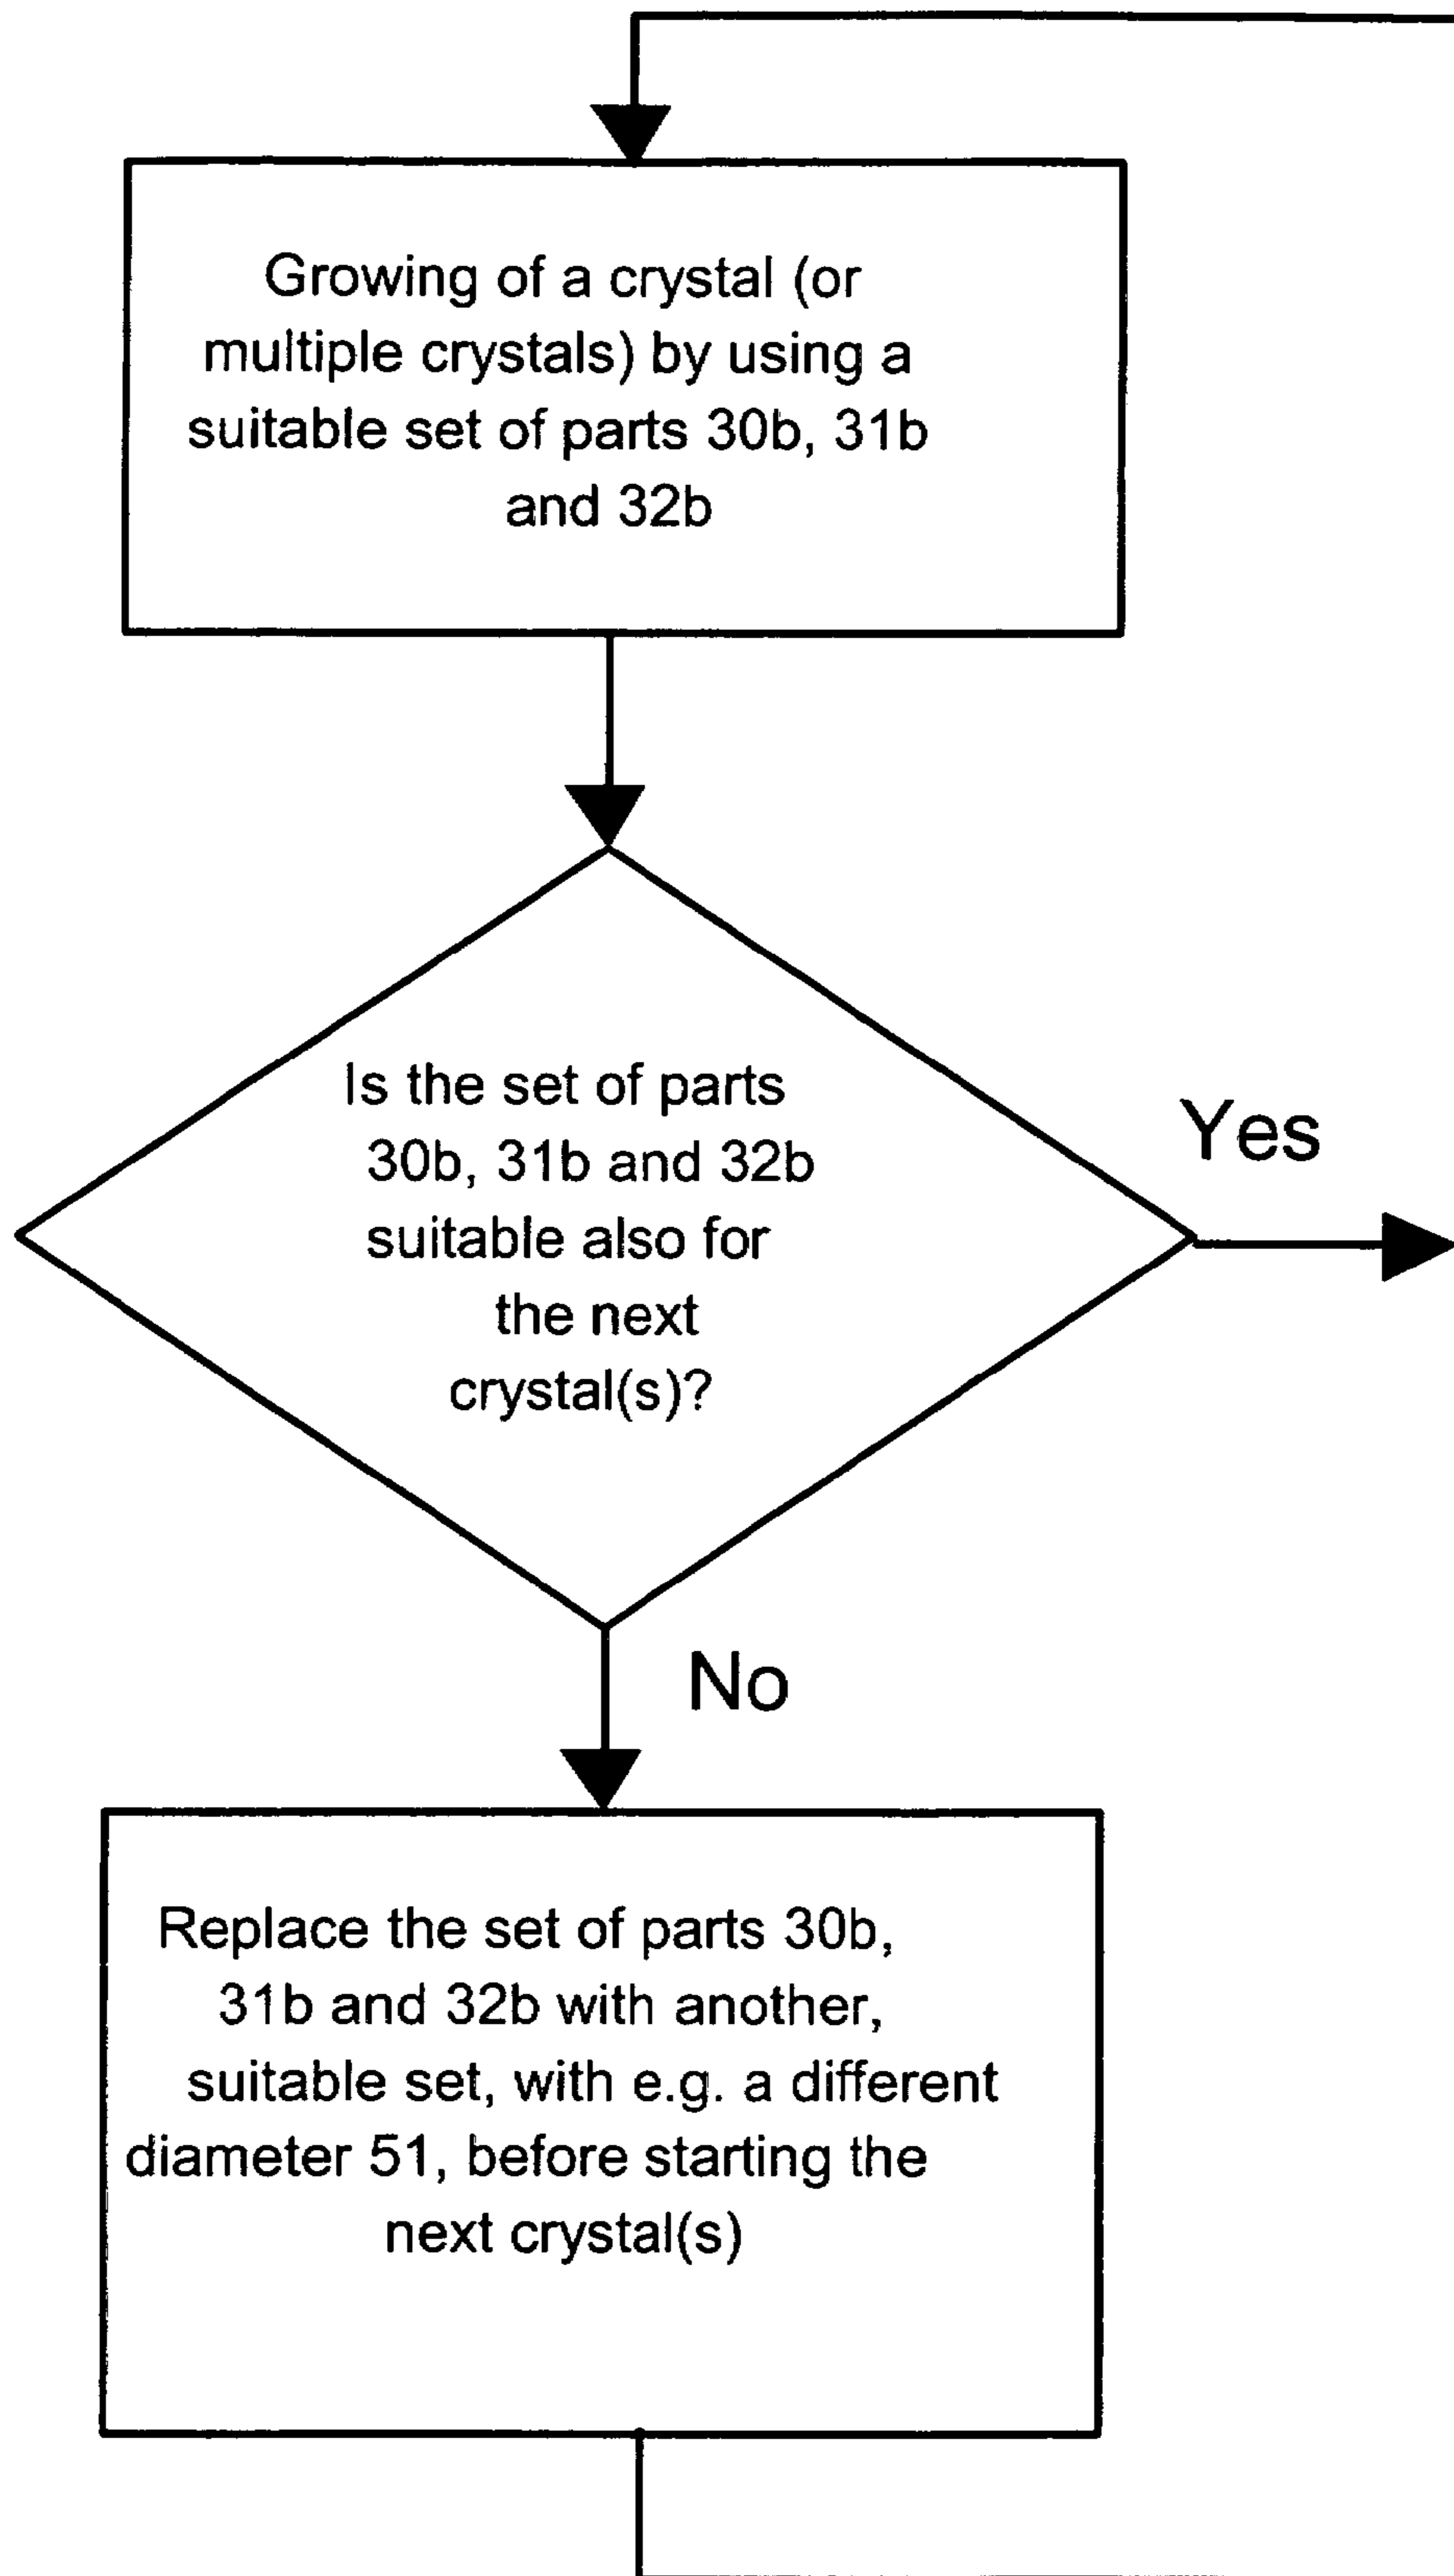 Growing of a crystal (or
multiple crystals) by using a
suitable set of parts 30b, 31b
and 32b
Is the set of parts
30b, 31b and 32b
suitable also for
the next
crystal(s)?
Yes
No
Replace the set of parts 30b,
31b and 32b with another,
suitable set, with e.g. a different
diameter 51, before starting the
next crystal(s)